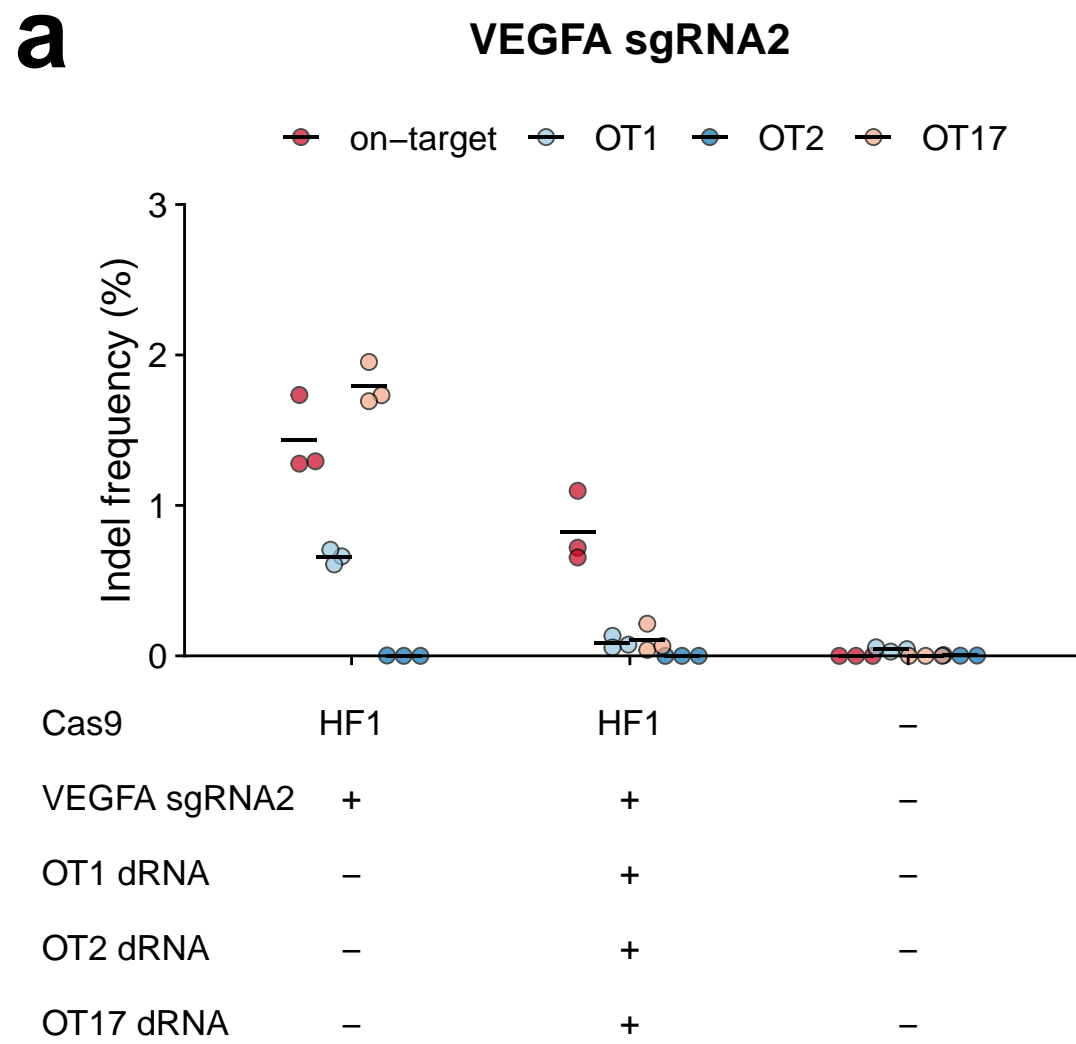 a
VEGFA sgRNA2
on−target OT1 OT2 OT17
Indel frequency (%)
3
2
1
0
Cas9 HF1 HF1 −
VEGFA sgRNA2 + + −
OT1 dRNA − + −
OT2 dRNA − + −
OT17 dRNA − + −